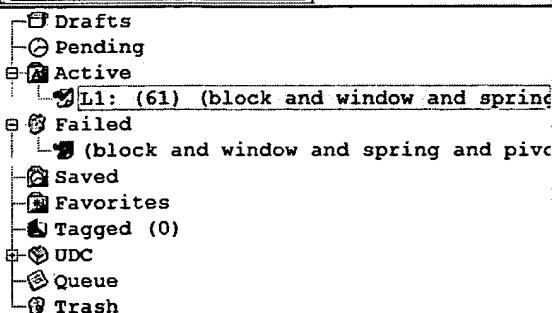 Drafts
Pending
Active
L1: (61) (block and window and spring
Failed
(block and window and spring and pivo
Saved
Favorites
Tagged (0)
UDC
Queue
Trash